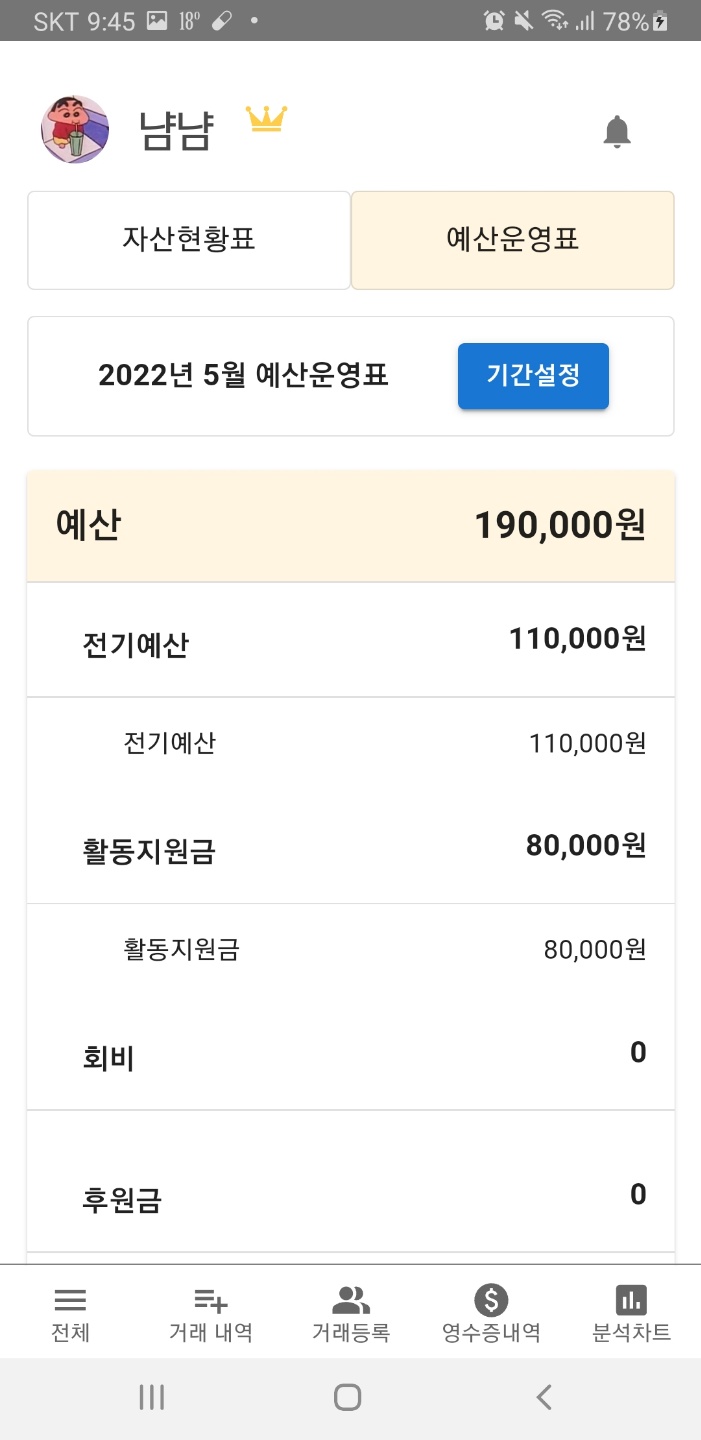 SKT 9:45 18° 78%
냠냠
자산현황표 예산운영표
2022년 5월 예산운영표 기간설정
예산 190,000원
전기예산 110,000원
전기예산 110,000원
활동지원금 80,000원
활동지원금 80,000원
회비 0
후원금 0
전체 거래 내역 거래등록 영수증내역 분석차트